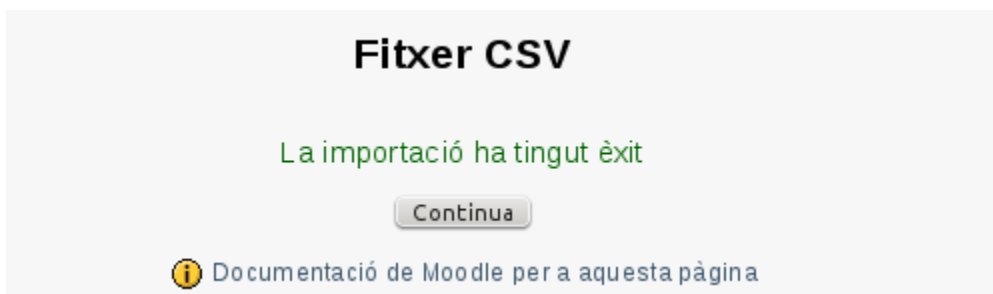 Fitxer CSV
La importació ha tingut èxit
Continua
Documentació de Moodle per a aquesta pàgina